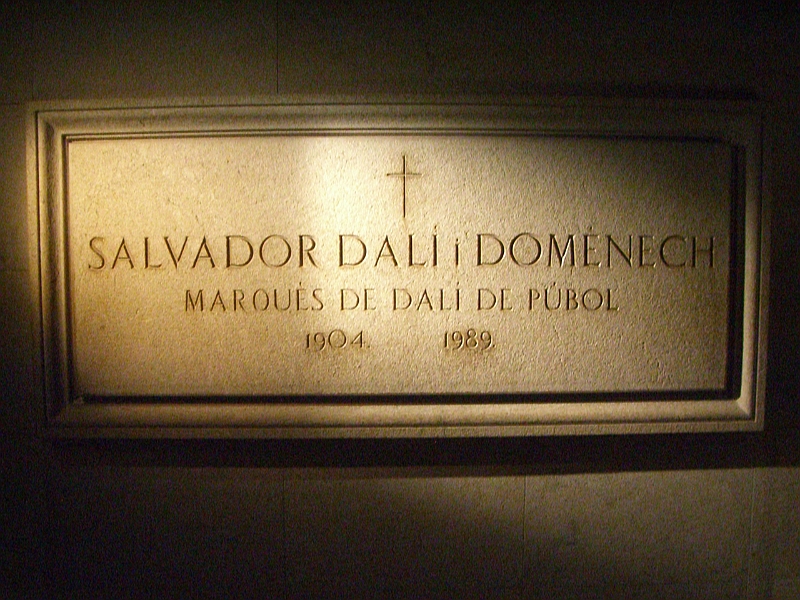 SALVADOR DALÍ i DOMÈNECH
MARQUÈS DE DALÍ DE PÚBOL
1904. 1989.